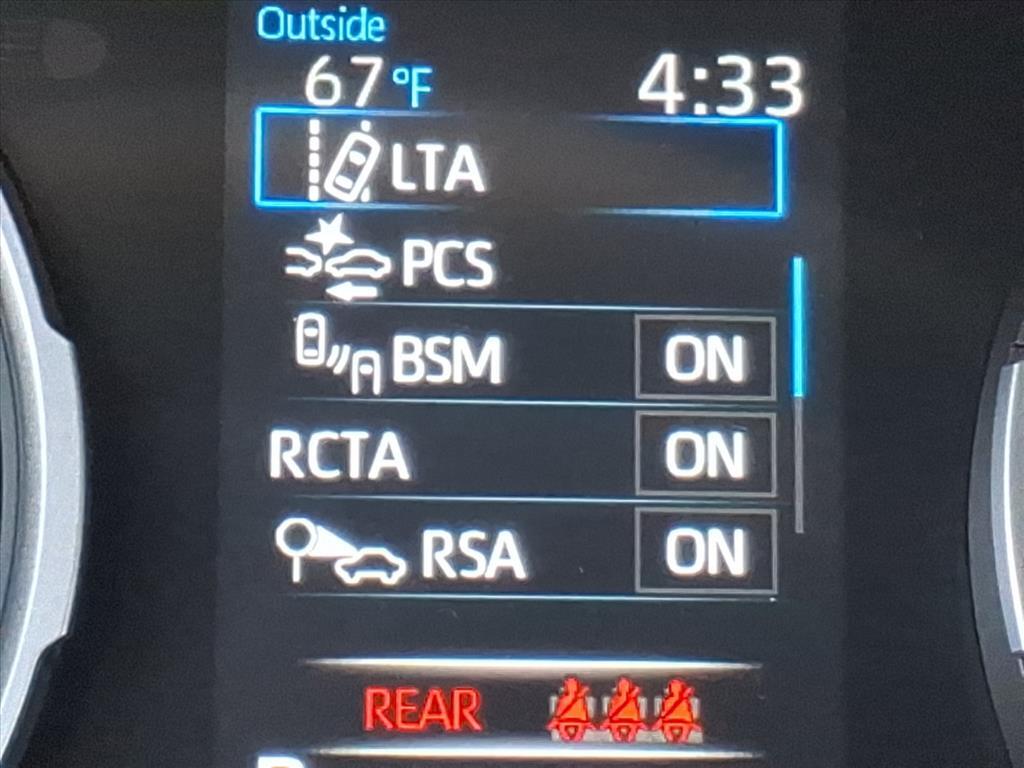 Outside
67 °F 4:33
LTA
PCS
BSM ON
RCTA ON
RSA ON
REAR